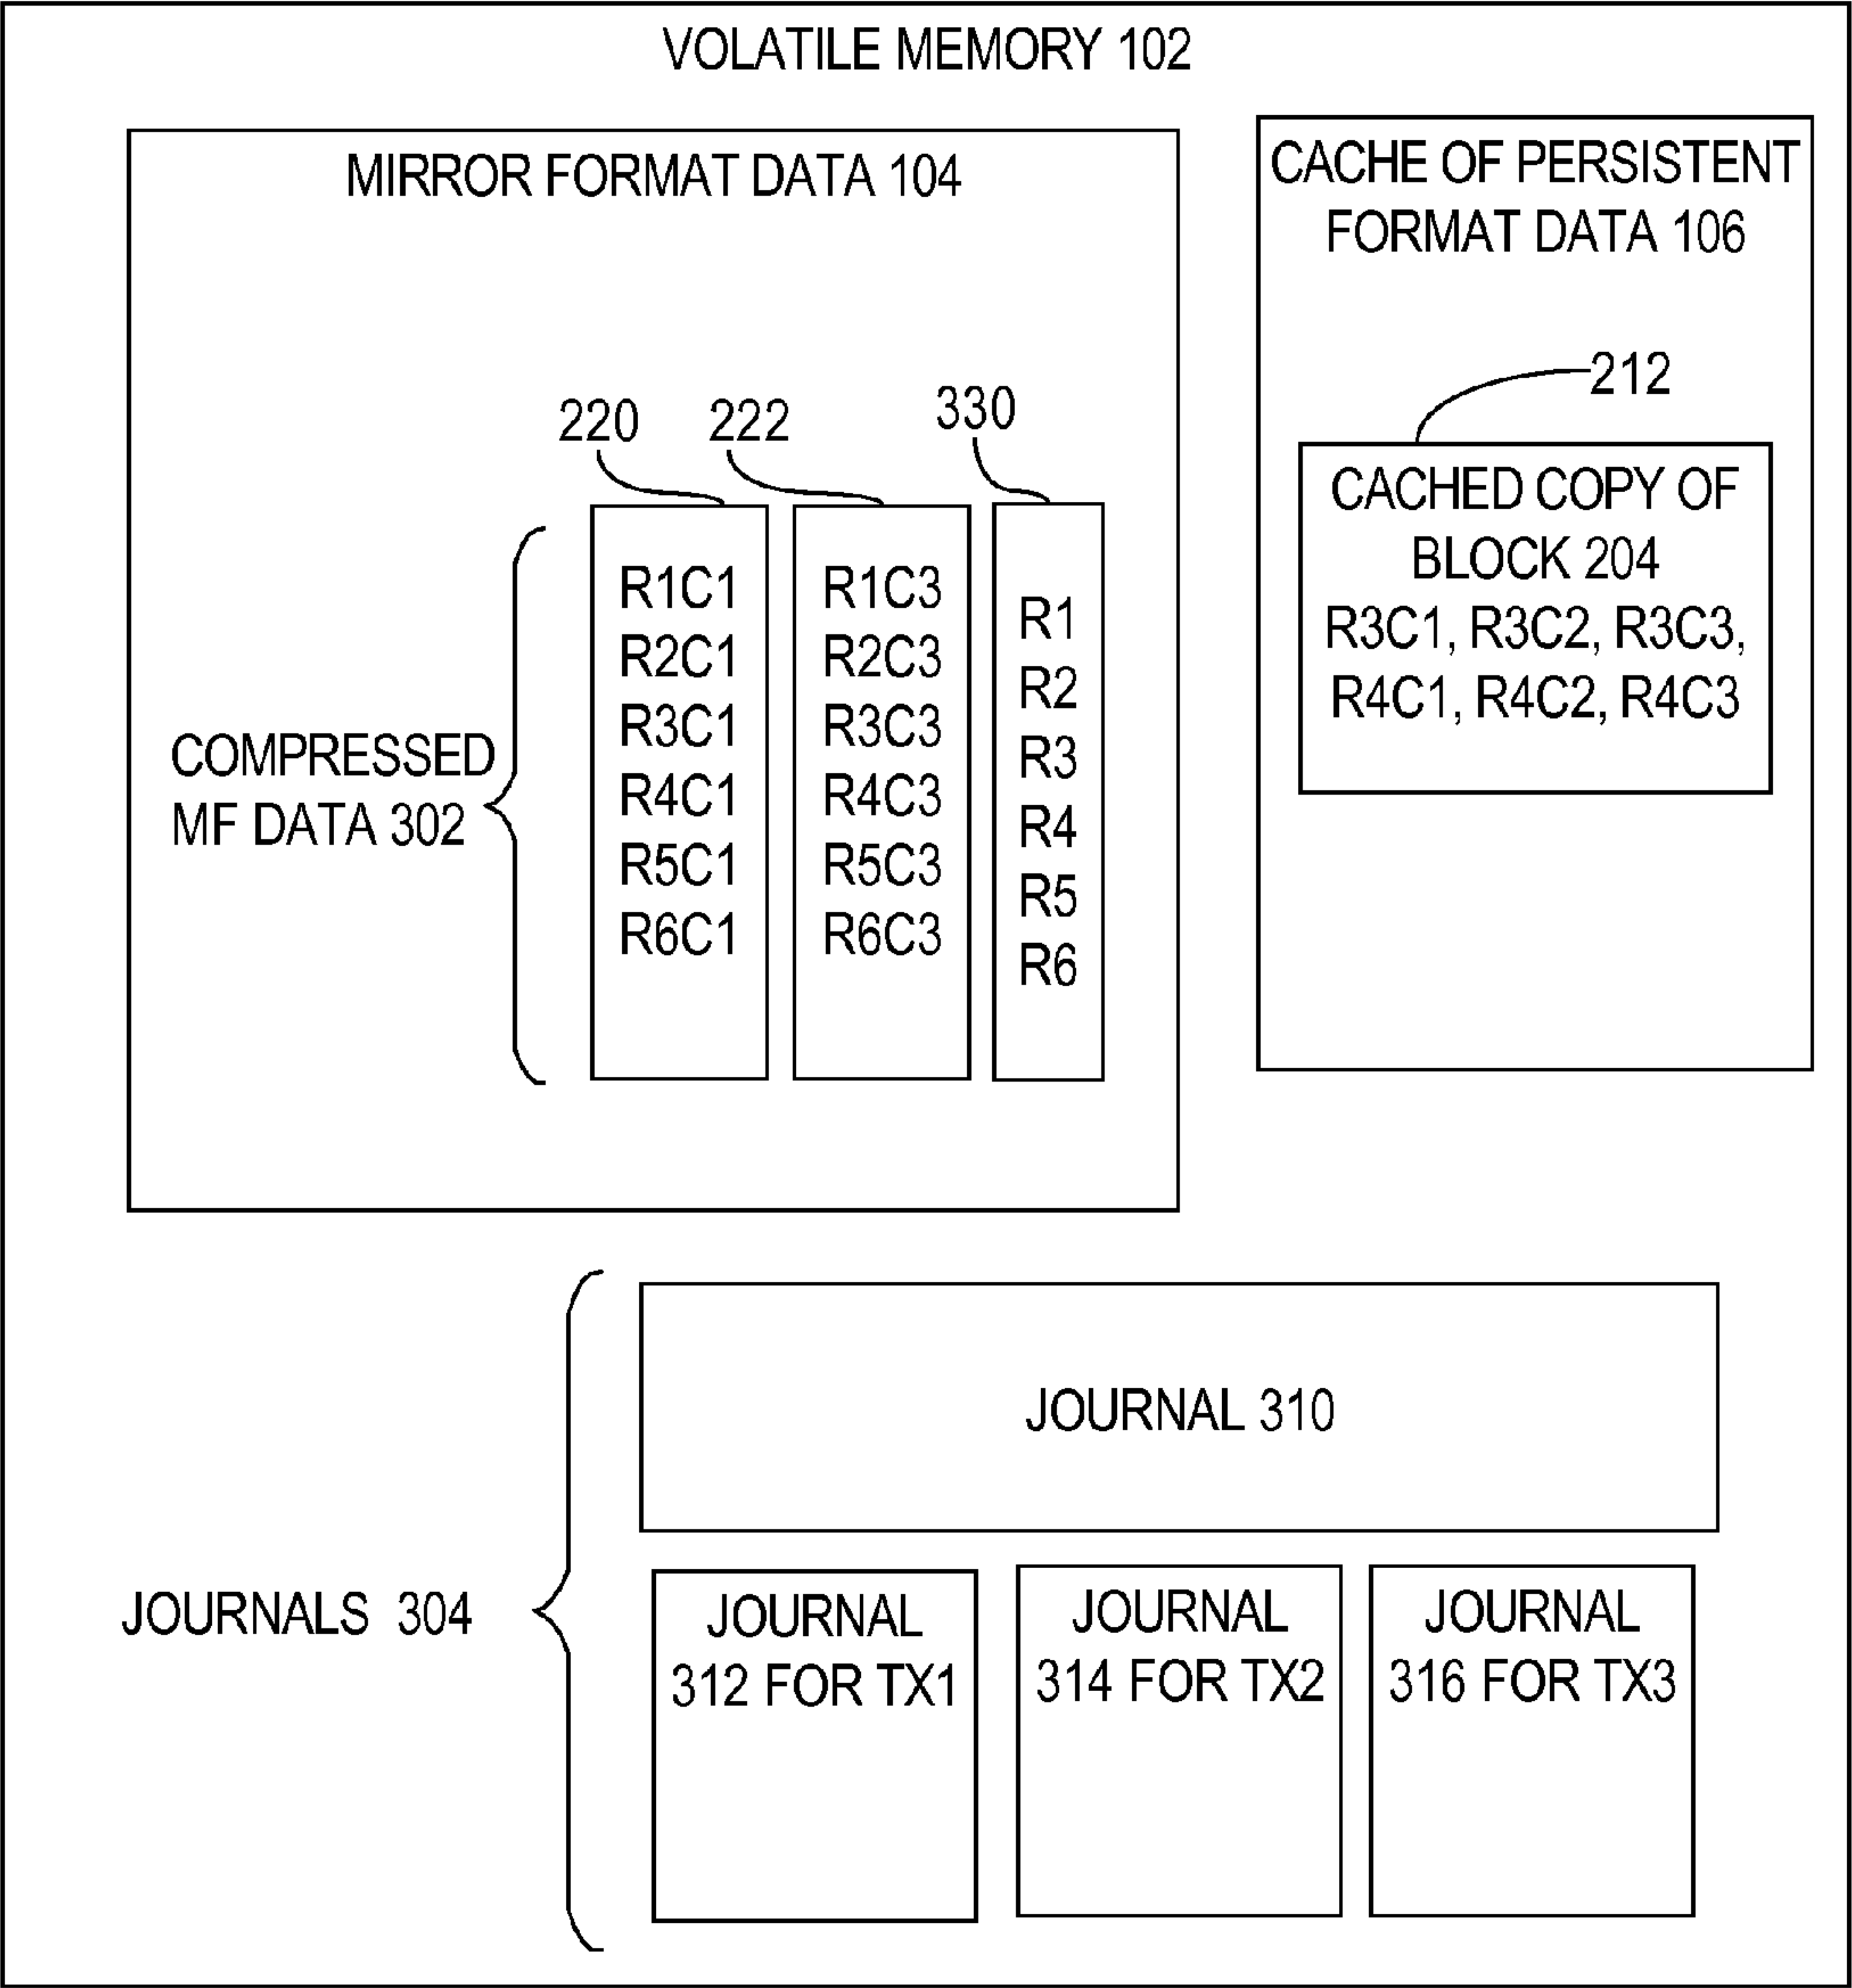 VOLATILE MEMORY 102
MIRROR FORMAT DATA 104
220
222
330
COMPRESSED
MF DATA 302
R1C1
R2C1
R3C1
R4C1
R5C1
R6C1
R1C3
R2C3
R3C3
R4C3
R5C3
R6C3
R1
R2
R3
R4
R5
R6
CACHE OF PERSISTENT
FORMAT DATA 106
212
CACHED COPY OF
BLOCK 204
R3C1, R3C2, R3C3,
R4C1, R4C2, R4C3
JOURNALS 304
JOURNAL 310
JOURNAL
312 FOR TX1
JOURNAL
314 FOR TX2
JOURNAL
316 FOR TX3